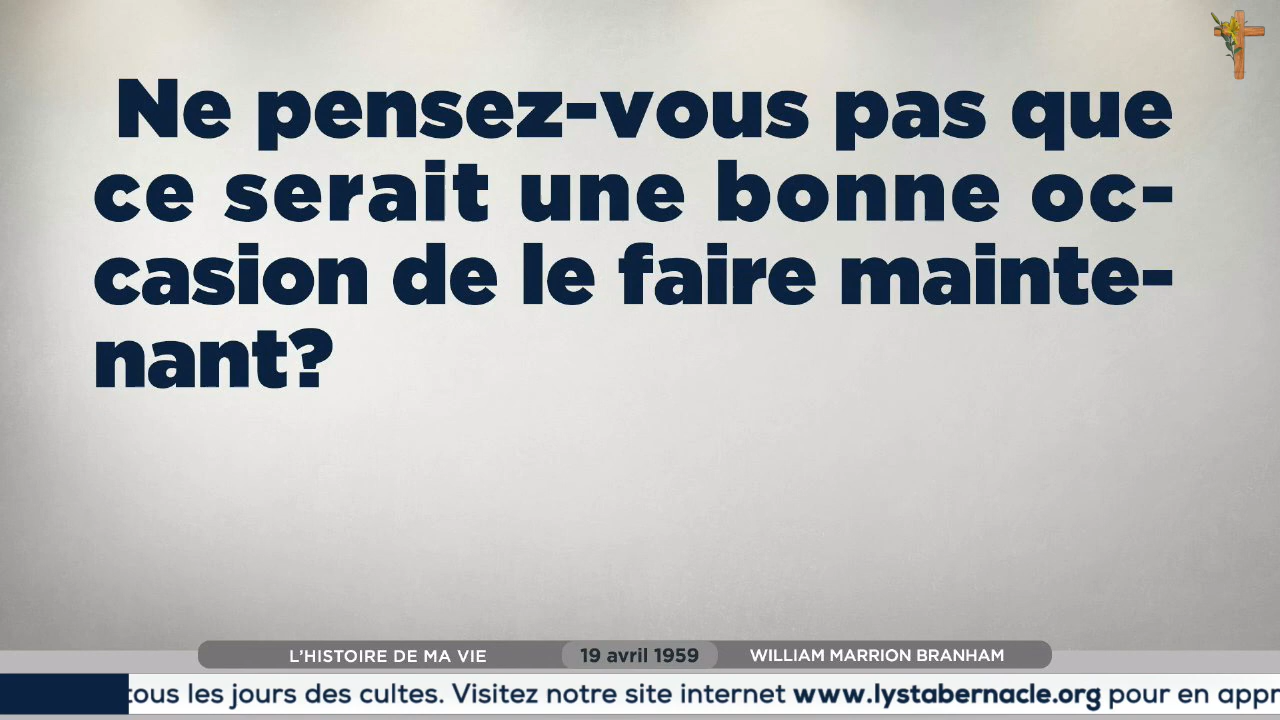 Ne pensez-vous pas que
ce serait une bonne oc-
casion de le faire mainte-
nant?
L'HISTOIRE DE MA VIE 19 avril 1959 WILLIAM MARRION BRANHAM
tous les jours des cultes. Visitez notre site internet www.lystabernacle.org pour en